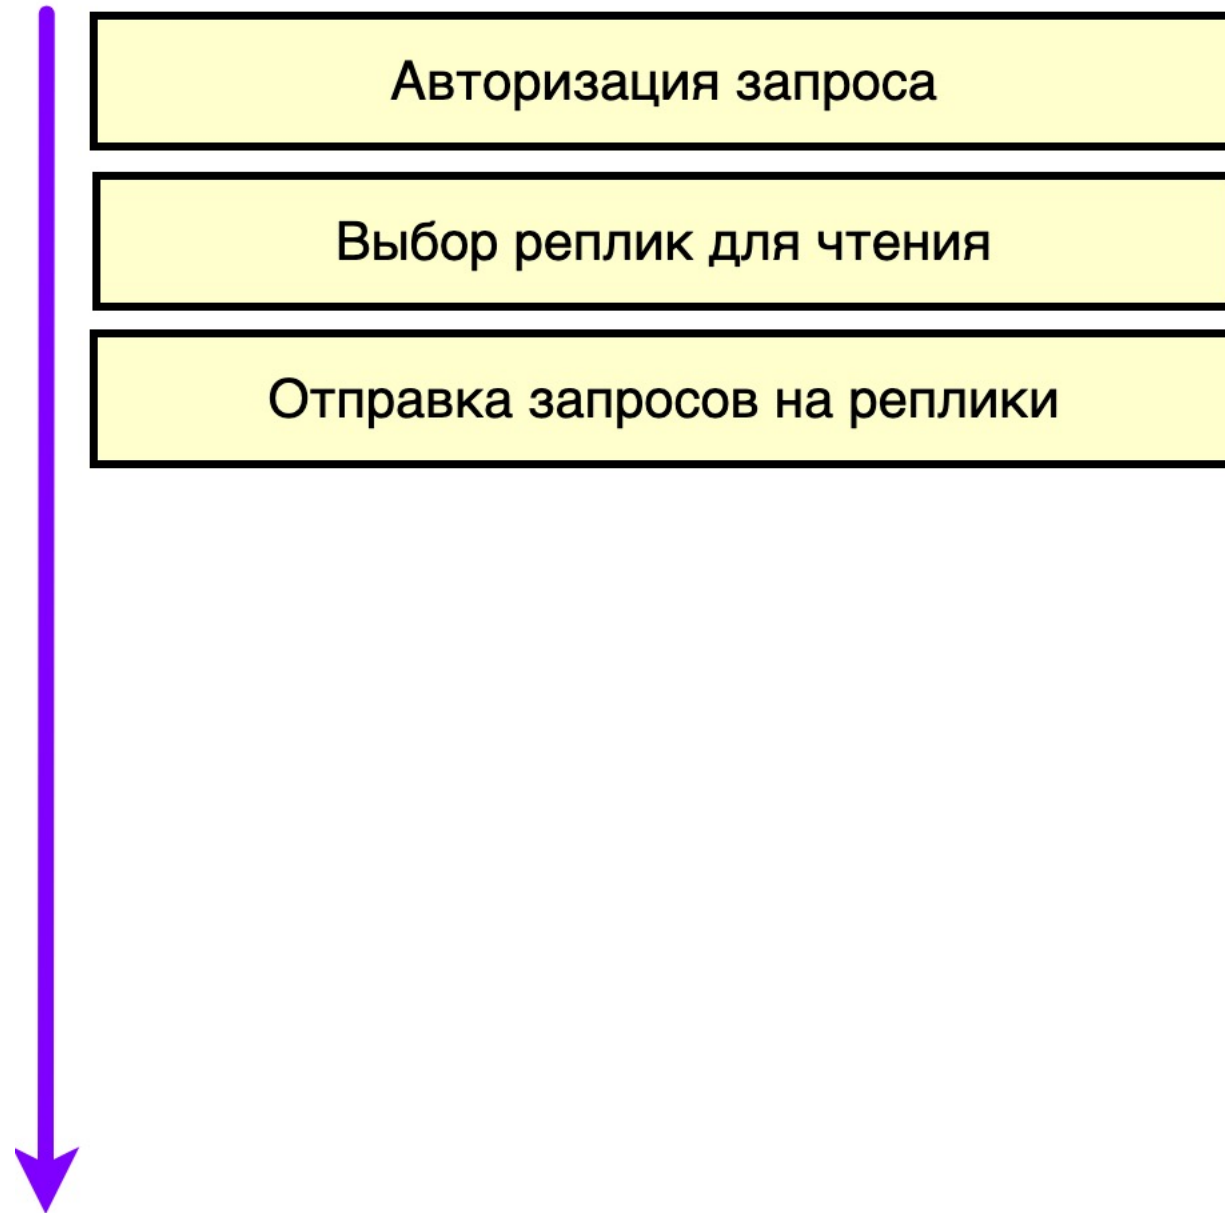 Авторизация запроса
Выбор реплик для чтения
Отправка запросов на реплики